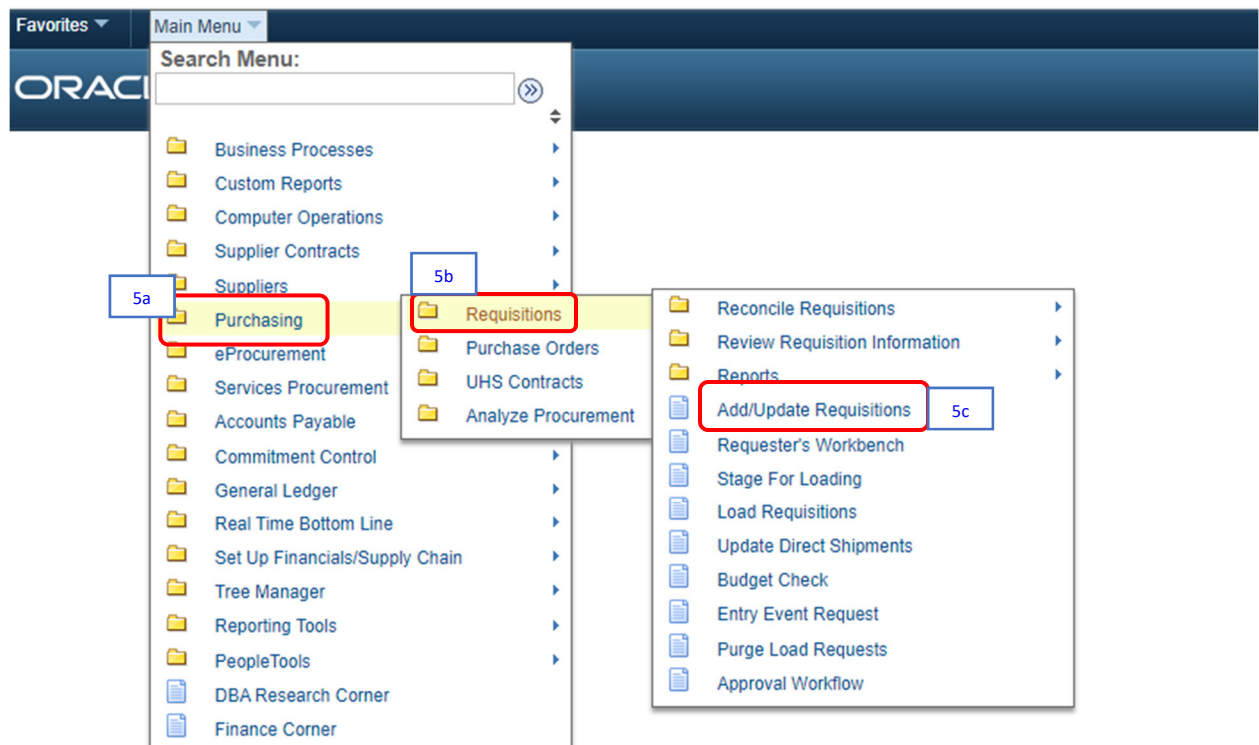 Favorites
Main Menu
Search Menu:
Business Processes
Custom Reports
Computer Operations
Supplier Contracts
Suppliers
5a
Purchasing
eProcurement
Services Procurement
Accounts Payable
Commitment Control
General Ledger
Real Time Bottom Line
Set Up Financials/Supply Chain
Tree Manager
Reporting Tools
PeopleTools
DBA Research Corner
Finance Corner
5b
Requisitions
Purchase Orders
UHS Contracts
Analyze Procurement
Reconcile Requisitions
Review Requisition Information
Reports
Add/Update Requisitions
5c
Requester's Workbench
Stage For Loading
Load Requisitions
Update Direct Shipments
Budget Check
Entry Event Request
Purge Load Requests
Approval Workflow